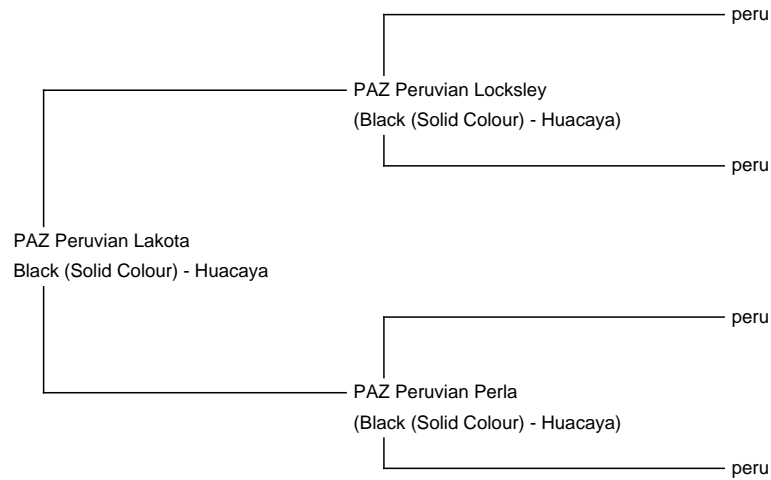 peru
PAZ Peruvian Locksley
(Black (Solid Colour) - Huacaya)
peru
PAZ Peruvian Lakota
Black (Solid Colour) - Huacaya
peru
PAZ Peruvian Perla
(Black (Solid Colour) - Huacaya)
peru